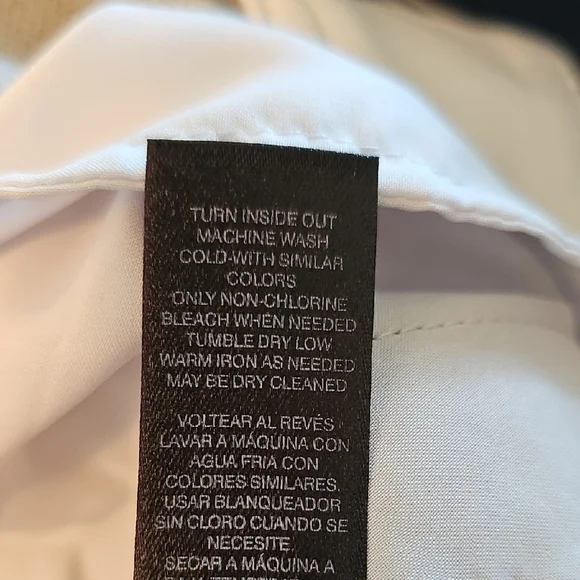 TURN INSIDE OUT
MACHINE WASH
COLD-WITH SIMILAR
COLORS
ONLY NON-CHLORINE
BLEACH WHEN NEEDED
TUMBLE DRY LOW
WARM IRON AS NEEDED
MAY BE DRY CLEANED
VOLTEAR AL REVÉS
LAVAR A MÁQUINA CON
AGUA FRIA CON
COLORES SIMILARES.
USAR BLANQUEADOR
SIN CLORO CUANDO SE
NECESITE.
SECAR A MÁQUINA A